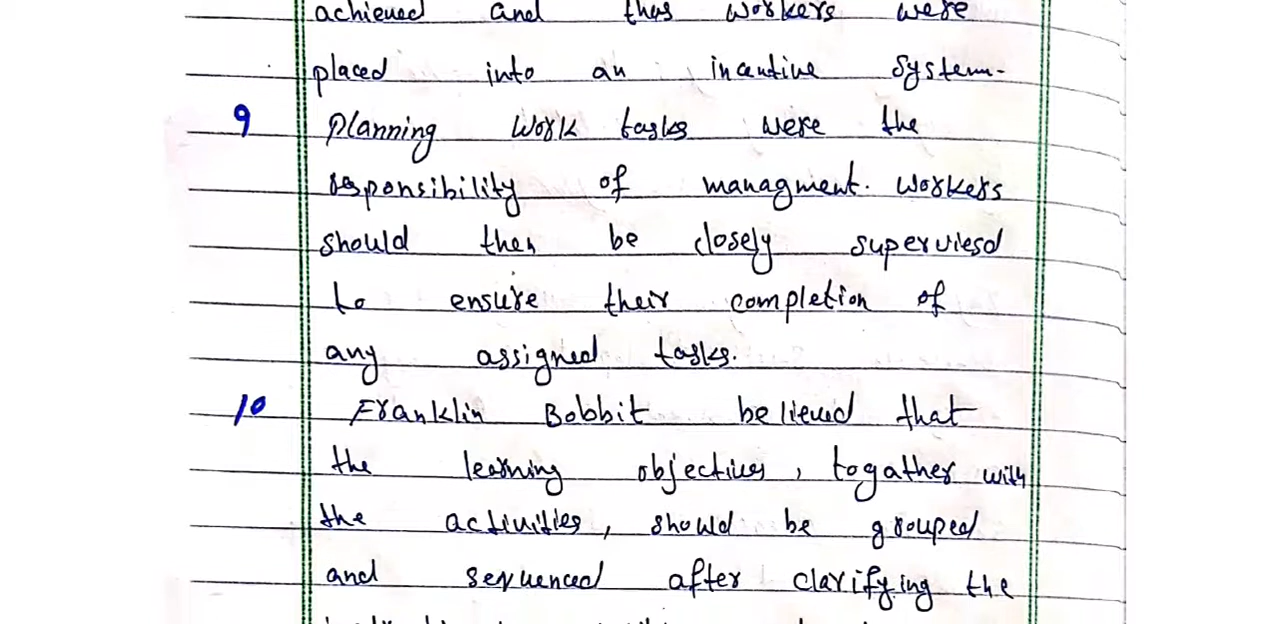 achieved and thus workers were
placed into an incentive system.
9 Planning work tasks were the
responsibility of managment. Workers
should then be closely superviesd
to ensure their completion of
any assigned tasks.
10 Franklin Bobbit believed that
the learning objectives, togather with
the activities, should be grouped
and sequenced after clarifying the